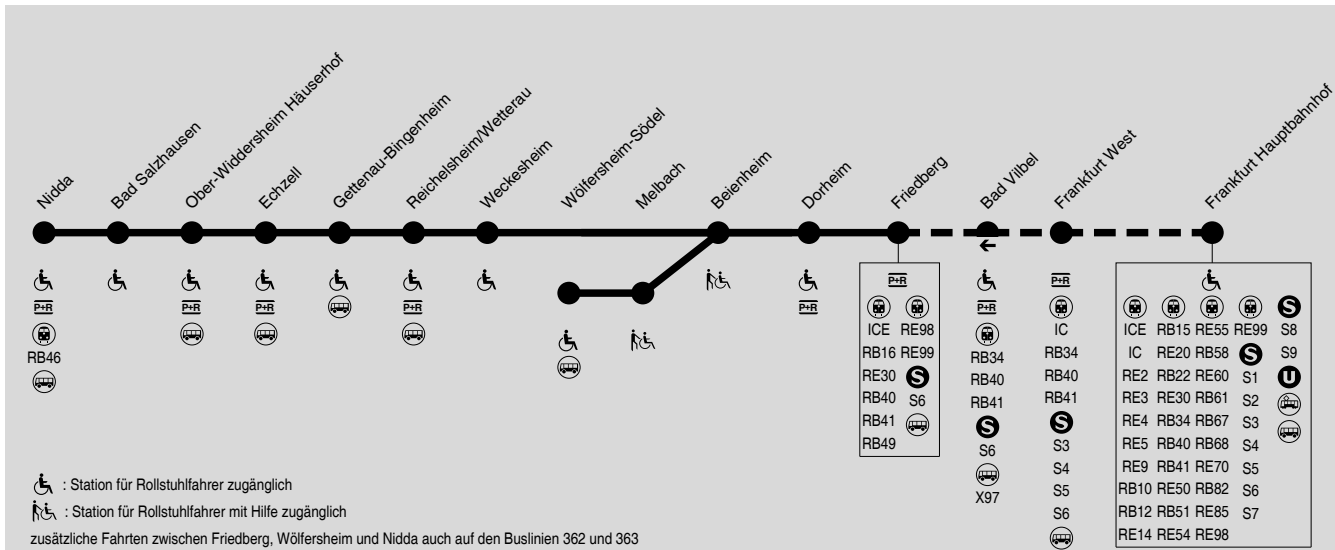 Nidda
Bad Salzhausen
Ober-Widdersheim Häuserhof
Echzell
Gettenau-Bingenheim
Reichelsheim/Wetterau
Weckesheim
Wölfersheim-Södel
Melbach
Beienheim
Dorheim
Friedberg
Bad Vilbel
Frankfurt West
Frankfurt Hauptbahnhof
P+R
RB46
P+R
P+R
P+R
P+R
P+R
ICE RE98
RB16 RE99
RE30 S
RB40 S6
RB41
RB49
P+R
RB34
RB40
RB41
S
S6
X97
P+R
IC
RB34
RB40
RB41
S
S3
S4
S5
S6
S
ICE RB15 RE55 RE99 S8
IC RE20 RB58 S S9
RE2 RB22 RE60 S1 U
RE3 RE30 RB61 S2
RE4 RB34 RB67 S3
RE5 RB40 RB68 S4
RE9 RB41 RE70 S5
RB10 RE50 RB82 S6
RB12 RB51 RE85 S7
RE14 RE54 RE98
: Station für Rollstuhlfahrer zugänglich
: Station für Rollstuhlfahrer mit Hilfe zugänglich
zusätzliche Fahrten zwischen Friedberg, Wölfersheim und Nidda auch auf den Buslinien 362 und 363